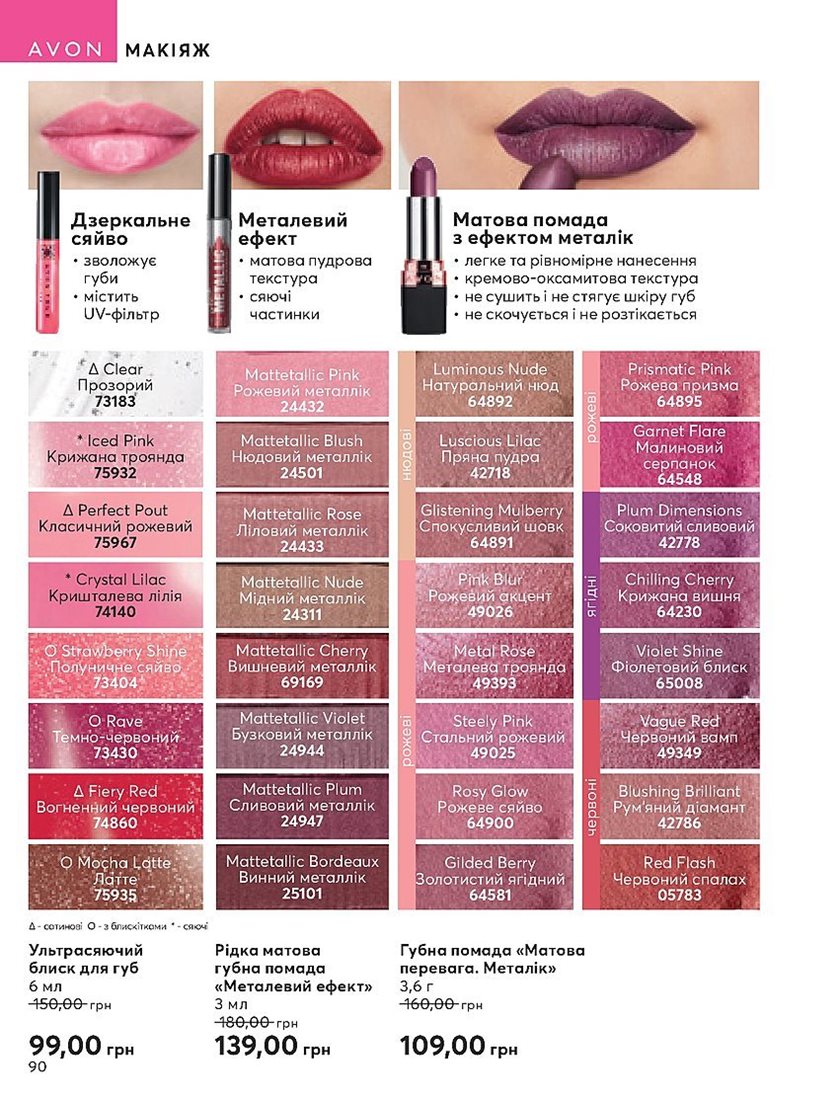 AVON МАКІЯЖ
Дзеркальне
сяйво
• зволожує
губи
• містить
UV-фільтр
METALLIC
Металевий
ефект
• матова пудрова
текстура
• сяючі
частинки
Матова помада
з ефектом металік
• легке та рівномірне нанесення
• кремово-оксамитова текстура
• не сушить і не стягує шкіру губ
• не скочується і не розтікається
Δ Clear
Прозорий
73183
* Iced Pink
Крижана троянда
75932
Δ Perfect Pout
Класичний рожевий
75967
* Crystal Lilac
Кришталева лілія
74140
O Strawberry Shine
Полуничне сяйво
73404
O Rave
Темно-червоний
73430
Δ Fiery Red
Вогненний червоний
74860
O Mocha Latte
Латте
75935
Mattetallic Pink
Рожевий металлік
24432
Mattetallic Blush
Нюдовий металлік
24501
Mattetallic Rose
Ліловий металлік
24433
Mattetallic Nude
Мідний металлік
24311
Mattetallic Cherry
Вишневий металлік
69169
Mattetallic Violet
Бузковий металлік
24944
Mattetallic Plum
Сливовий металлік
24947
Mattetallic Bordeaux
Винний металлік
25101
нюдові
Luminous Nude
Натуральний нюд
64892
Luscious Lilac
Пряна пудра
42718
Glistening Mulberry
Спокусливий шовк
64891
рожеві
Pink Blur
Рожевий акцент
49026
Metal Rose
Металева троянда
49393
Steely Pink
Стальний рожевий
49025
Rosy Glow
Рожеве сяйво
64900
Gilded Berry
Золотистий ягідний
64581
рожеві
Prismatic Pink
Рожева призма
64895
Garnet Flare
Малиновий
серпанок
64548
ягідні
Plum Dimensions
Соковитий сливовий
42778
Chilling Cherry
Крижана вишня
64230
Violet Shine
Фіолетовий блиск
65008
червоні
Vague Red
Червоний вамп
49349
Blushing Brilliant
Рум'яний діамант
42786
Red Flash
Червоний спалах
05783
Δ - сатинові O - з блискітками * - сяючі
Ультрасяючий
блиск для губ
6 мл
150,00 грн
99,00 грн
Рідка матова
губна помада
«Металевий ефект»
3 мл
180,00 грн
139,00 грн
Губна помада «Матова
перевага. Металік»
3,6 г
160,00 грн
109,00 грн
90